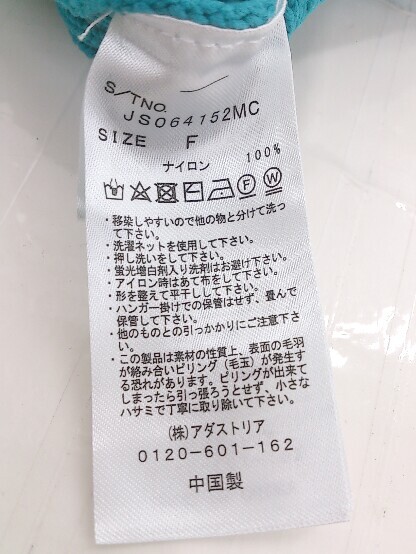 S/TNO.
JS064152MC
SIZE F
ナイロン 100%
・移染しやすいので他の物と分けて洗っ
て下さい。
・洗濯ネットを使用して下さい。
・押し洗いをして下さい。
・蛍光増白剤入り洗剤はお避け下さい。
・アイロン時はあて布をして下さい。
・形を整えて平干しして下さい。
・ハンガー掛けでの保管はせず、畳んで
保管して下さい。
・他のものとの引っかかりにご注意下さ
い。
・この製品は素材の性質上、表面の毛羽
が絡み合いピリング(毛玉)が発生す
る恐れがあります。ピリングが出来て
しまったら引っ張ろうとせず、小さな
ハサミで丁寧に取り除いて下さい。
(株)アダストリア
0120-601-162
中国製